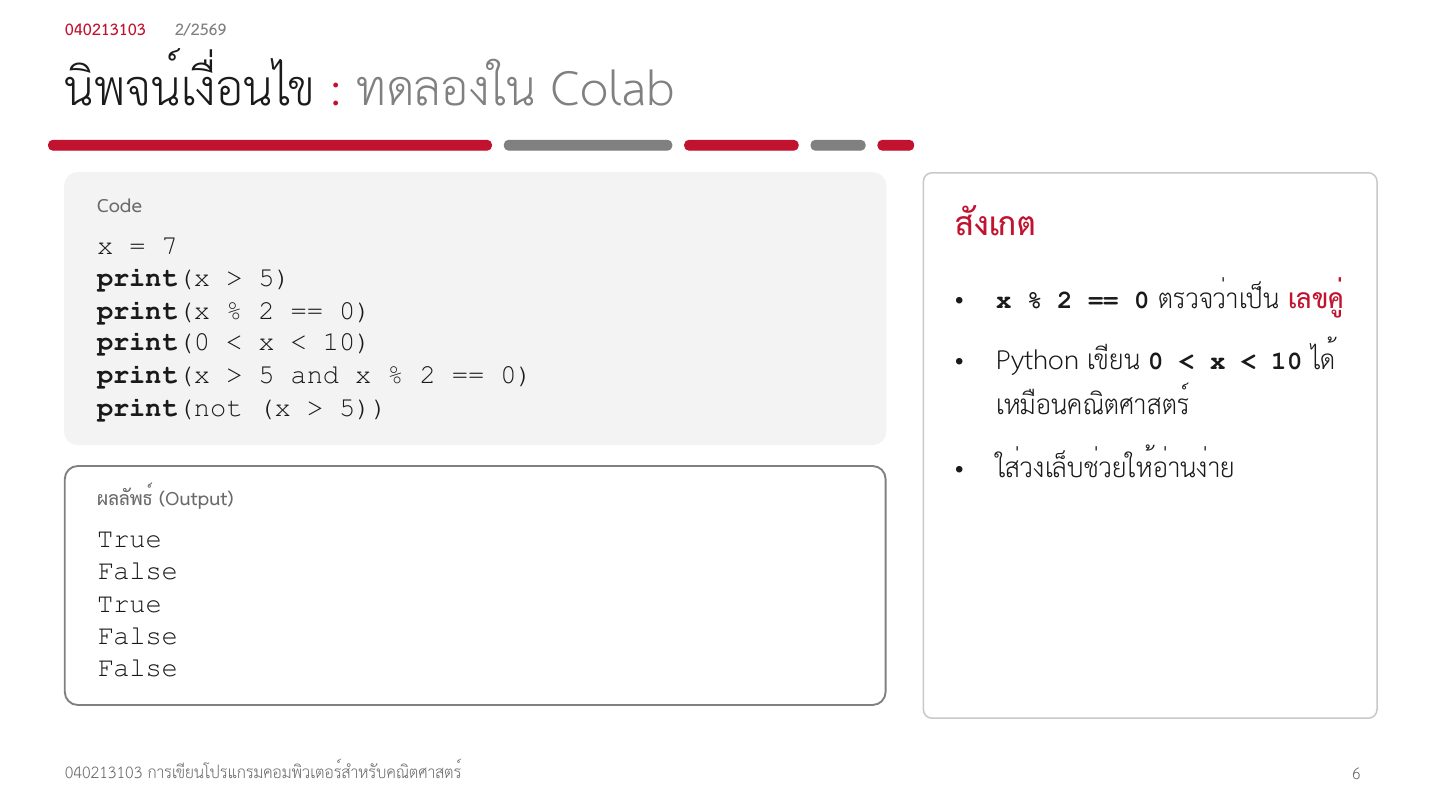 040213103 2/2569
นิพจน์เงื่อนไข : ทดลองใน Colab
Code
x = 7
print(x > 5)
print(x % 2 == 0)
print(0 < x < 10)
print(x > 5 and x % 2 == 0)
print(not (x > 5))
ผลลัพธ์ (Output)
True
False
True
False
False
สังเกต
• x % 2 == 0 ตรวจว่าเป็น เลขคู่
• Python เขียน 0 < x < 10 ได้
เหมือนคณิตศาสตร์
• ใส่วงเล็บช่วยให้อ่านง่าย
040213103 การเขียนโปรแกรมคอมพิวเตอร์สำหรับคณิตศาสตร์
6